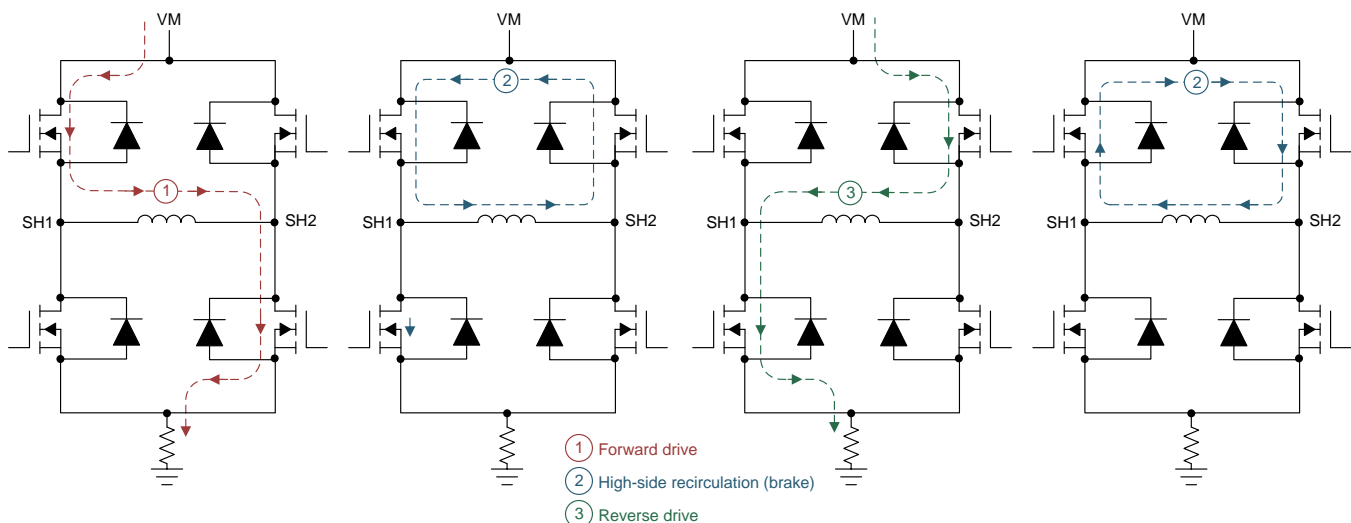 VM
VM
VM
VM
2
2
1
3
SH1
SH2
SH1
SH2
SH1
SH2
SH1
SH2
1 Forward drive
2 High-side recirculation (brake)
3 Reverse drive